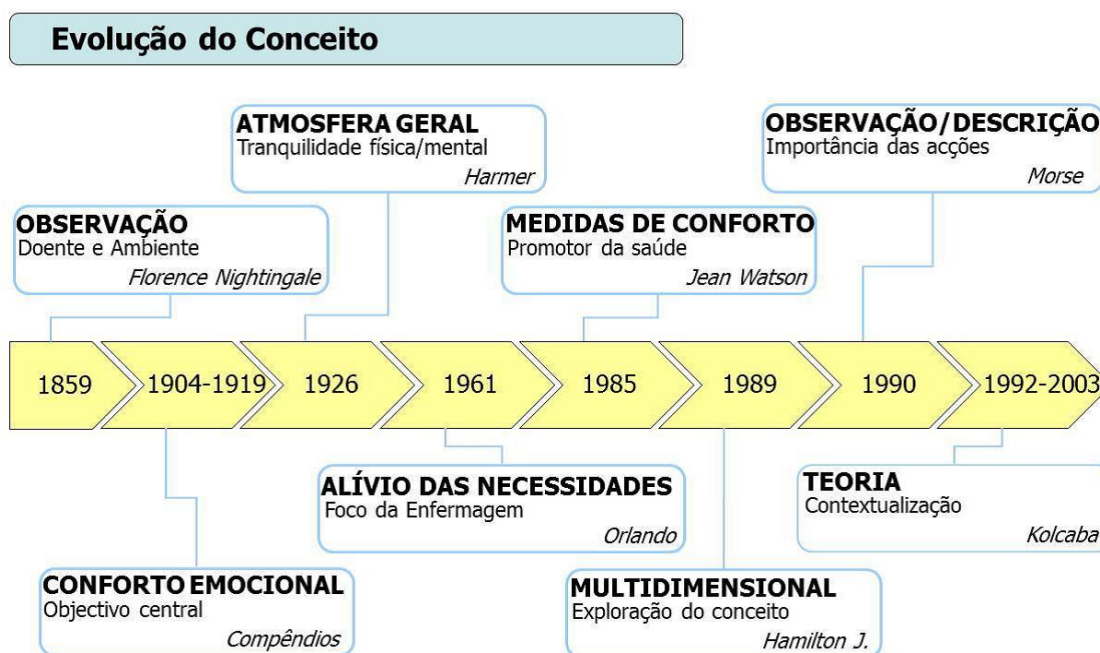 Evolução do Conceito
ATMOSFERA GERAL
Tranquilidade física/mental
Harmer
OBSERVAÇÃO/DESCRIÇÃO
Importância das acções
Morse
OBSERVAÇÃO
Doente e Ambiente
Florence Nightingale
MEDIDAS DE CONFORTO
Promotor da saúde
Jean Watson
1859
1904-1919
1926
1961
1985
1989
1990
1992-2003
ALÍVIO DAS NECESSIDADES
Foco da Enfermagem
Orlando
TEORIA
Contextualização
Kolcaba
CONFORTO EMOCIONAL
Objectivo central
Compêndios
MULTIDIMENSIONAL
Exploração do conceito
Hamilton J.